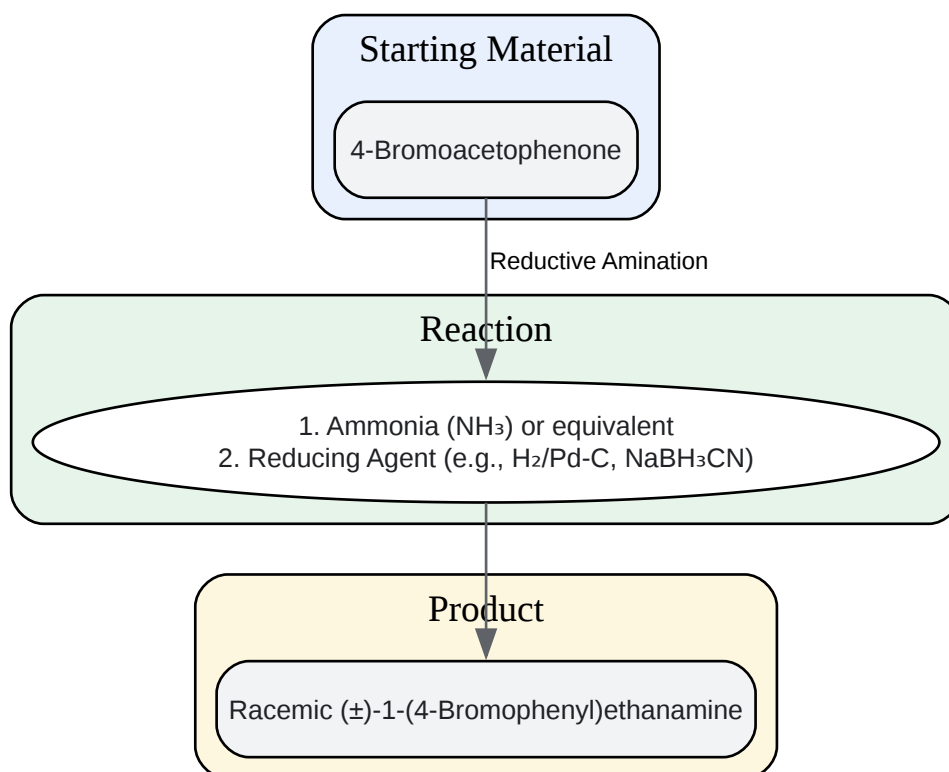 Starting Material
4-Bromoacetophenone
Reductive Amination
Reaction
1. Ammonia (NH₃) or equivalent
2. Reducing Agent (e.g., H₂/Pd-C, NaBH₃CN)
Product
Racemic (±)-1-(4-Bromophenyl)ethanamine